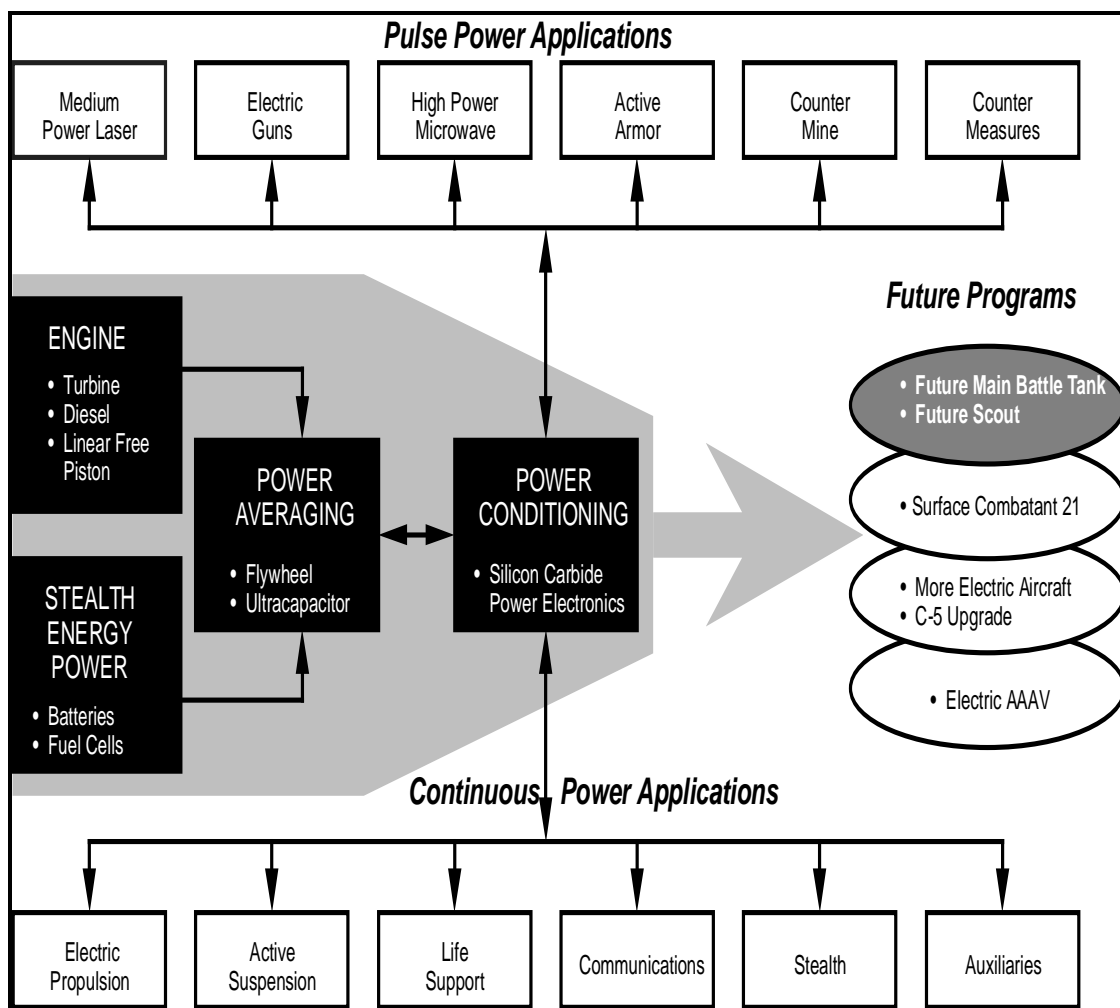 Pulse Power Applications
Medium
Power Laser
Electric
Guns
High Power
Microwave
Active
Armor
Counter
Mine
Counter
Measures
ENGINE
• Turbine
• Diesel
• Linear Free
Piston
STEALTH
ENERGY
POWER
• Batteries
• Fuel Cells
POWER
AVERAGING
• Flywheel
• Ultracapacitor
POWER
CONDITIONING
• Silicon Carbide
Power Electronics
Future Programs
• Future Main Battle Tank
• Future Scout
• Surface Combatant 21
• More Electric Aircraft
• C-5 Upgrade
• Electric AAAV
Continuous Power Applications
Electric
Propulsion
Active
Suspension
Life
Support
Communications
Stealth
Auxiliaries